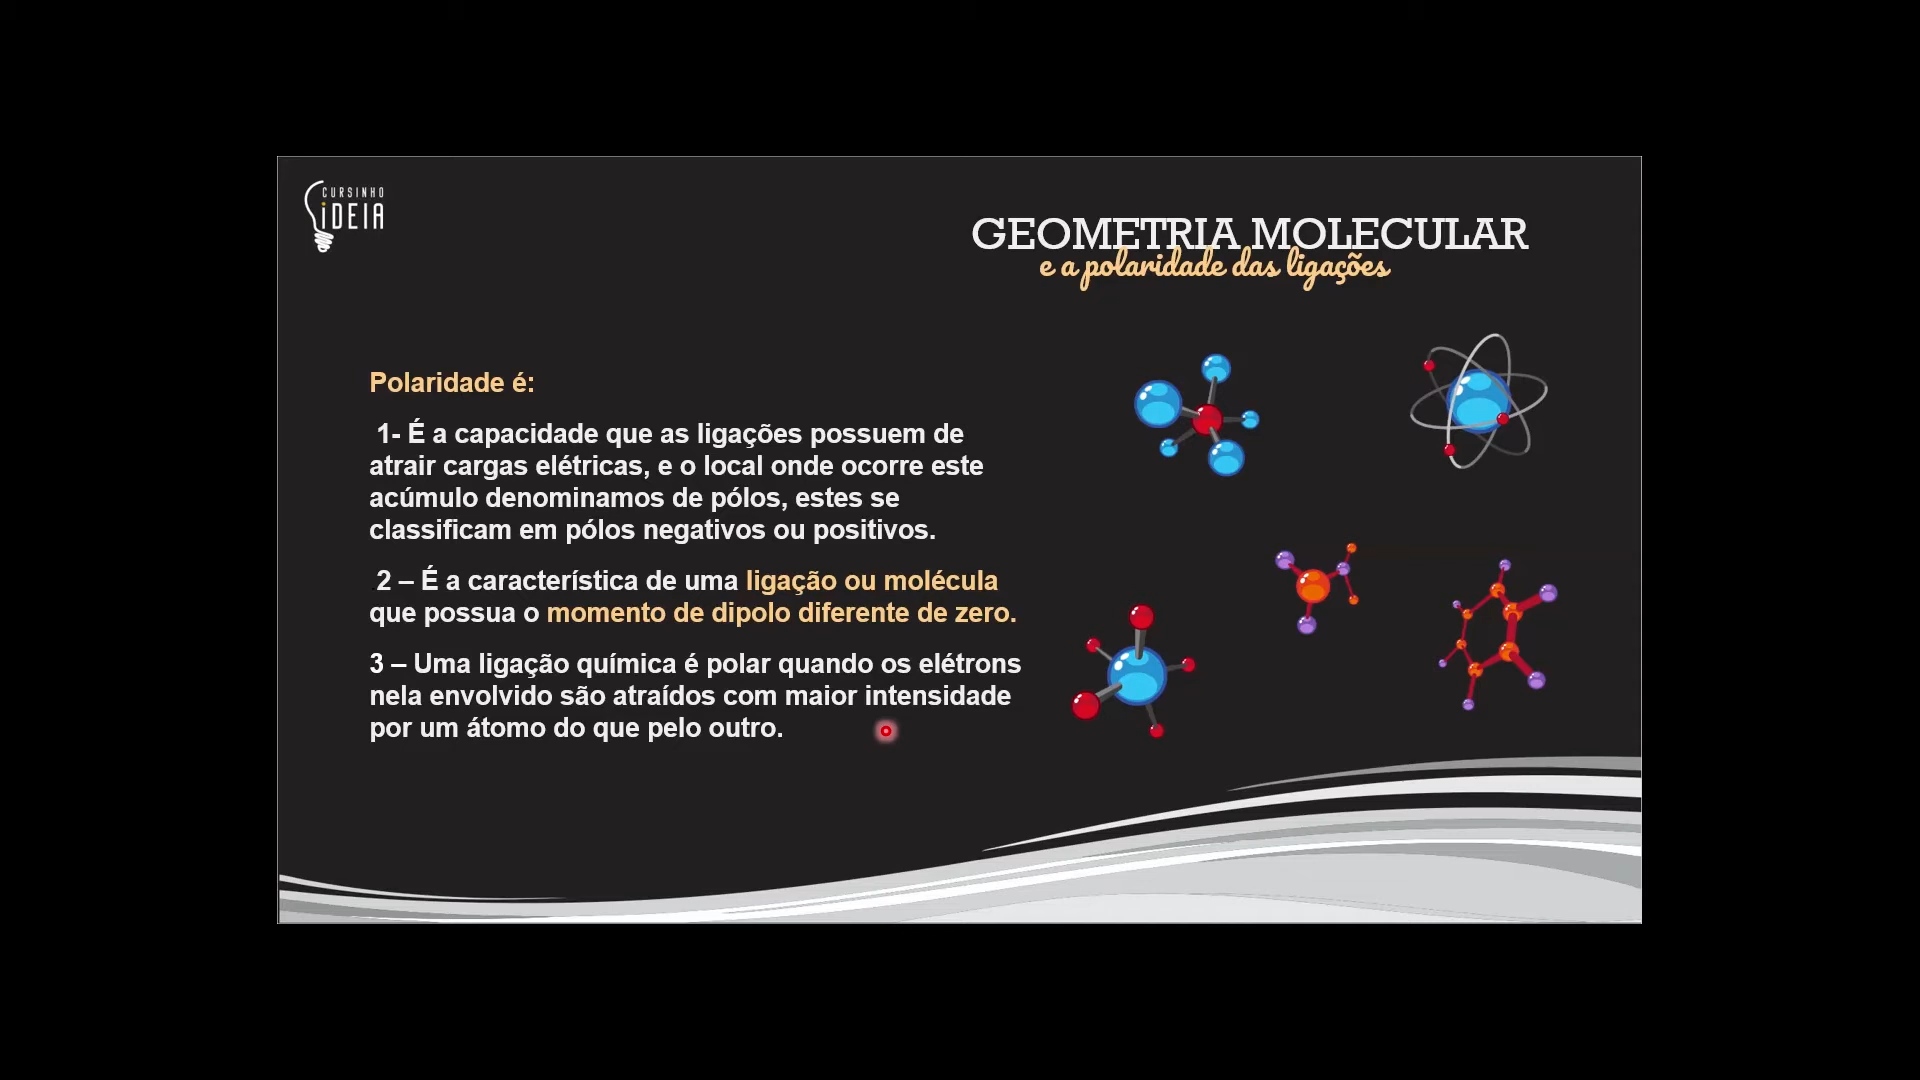 CURSINHO
iDEIA
GEOMETRIA MOLECULAR
e a polaridade das ligações
Polaridade é:
1- É a capacidade que as ligações possuem de
atrair cargas elétricas, e o local onde ocorre este
acúmulo denominamos de pólos, estes se
classificam em pólos negativos ou positivos.
2 – É a característica de uma ligação ou molécula
que possua o momento de dipolo diferente de zero.
3 – Uma ligação química é polar quando os elétrons
nela envolvido são atraídos com maior intensidade
por um átomo do que pelo outro.